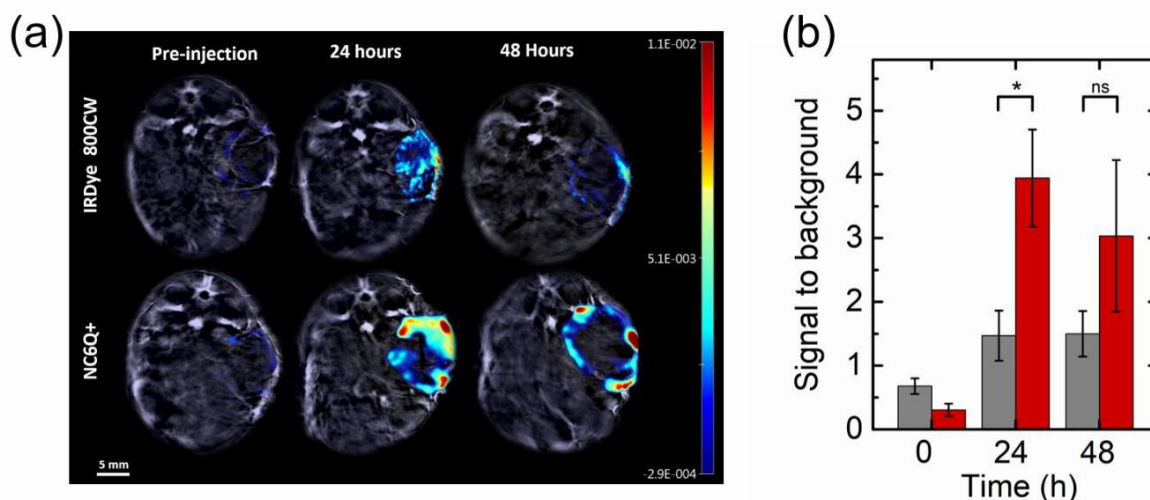 (a)
Pre-injection 24 hours 48 Hours
IRDye 800CW
NC6Q+
5 mm
1.1E-002
5.1E-003
-2.9E-004
(b)
Signal to background
5
4
3
2
1
0
* ns
0 24 48
Time (h)